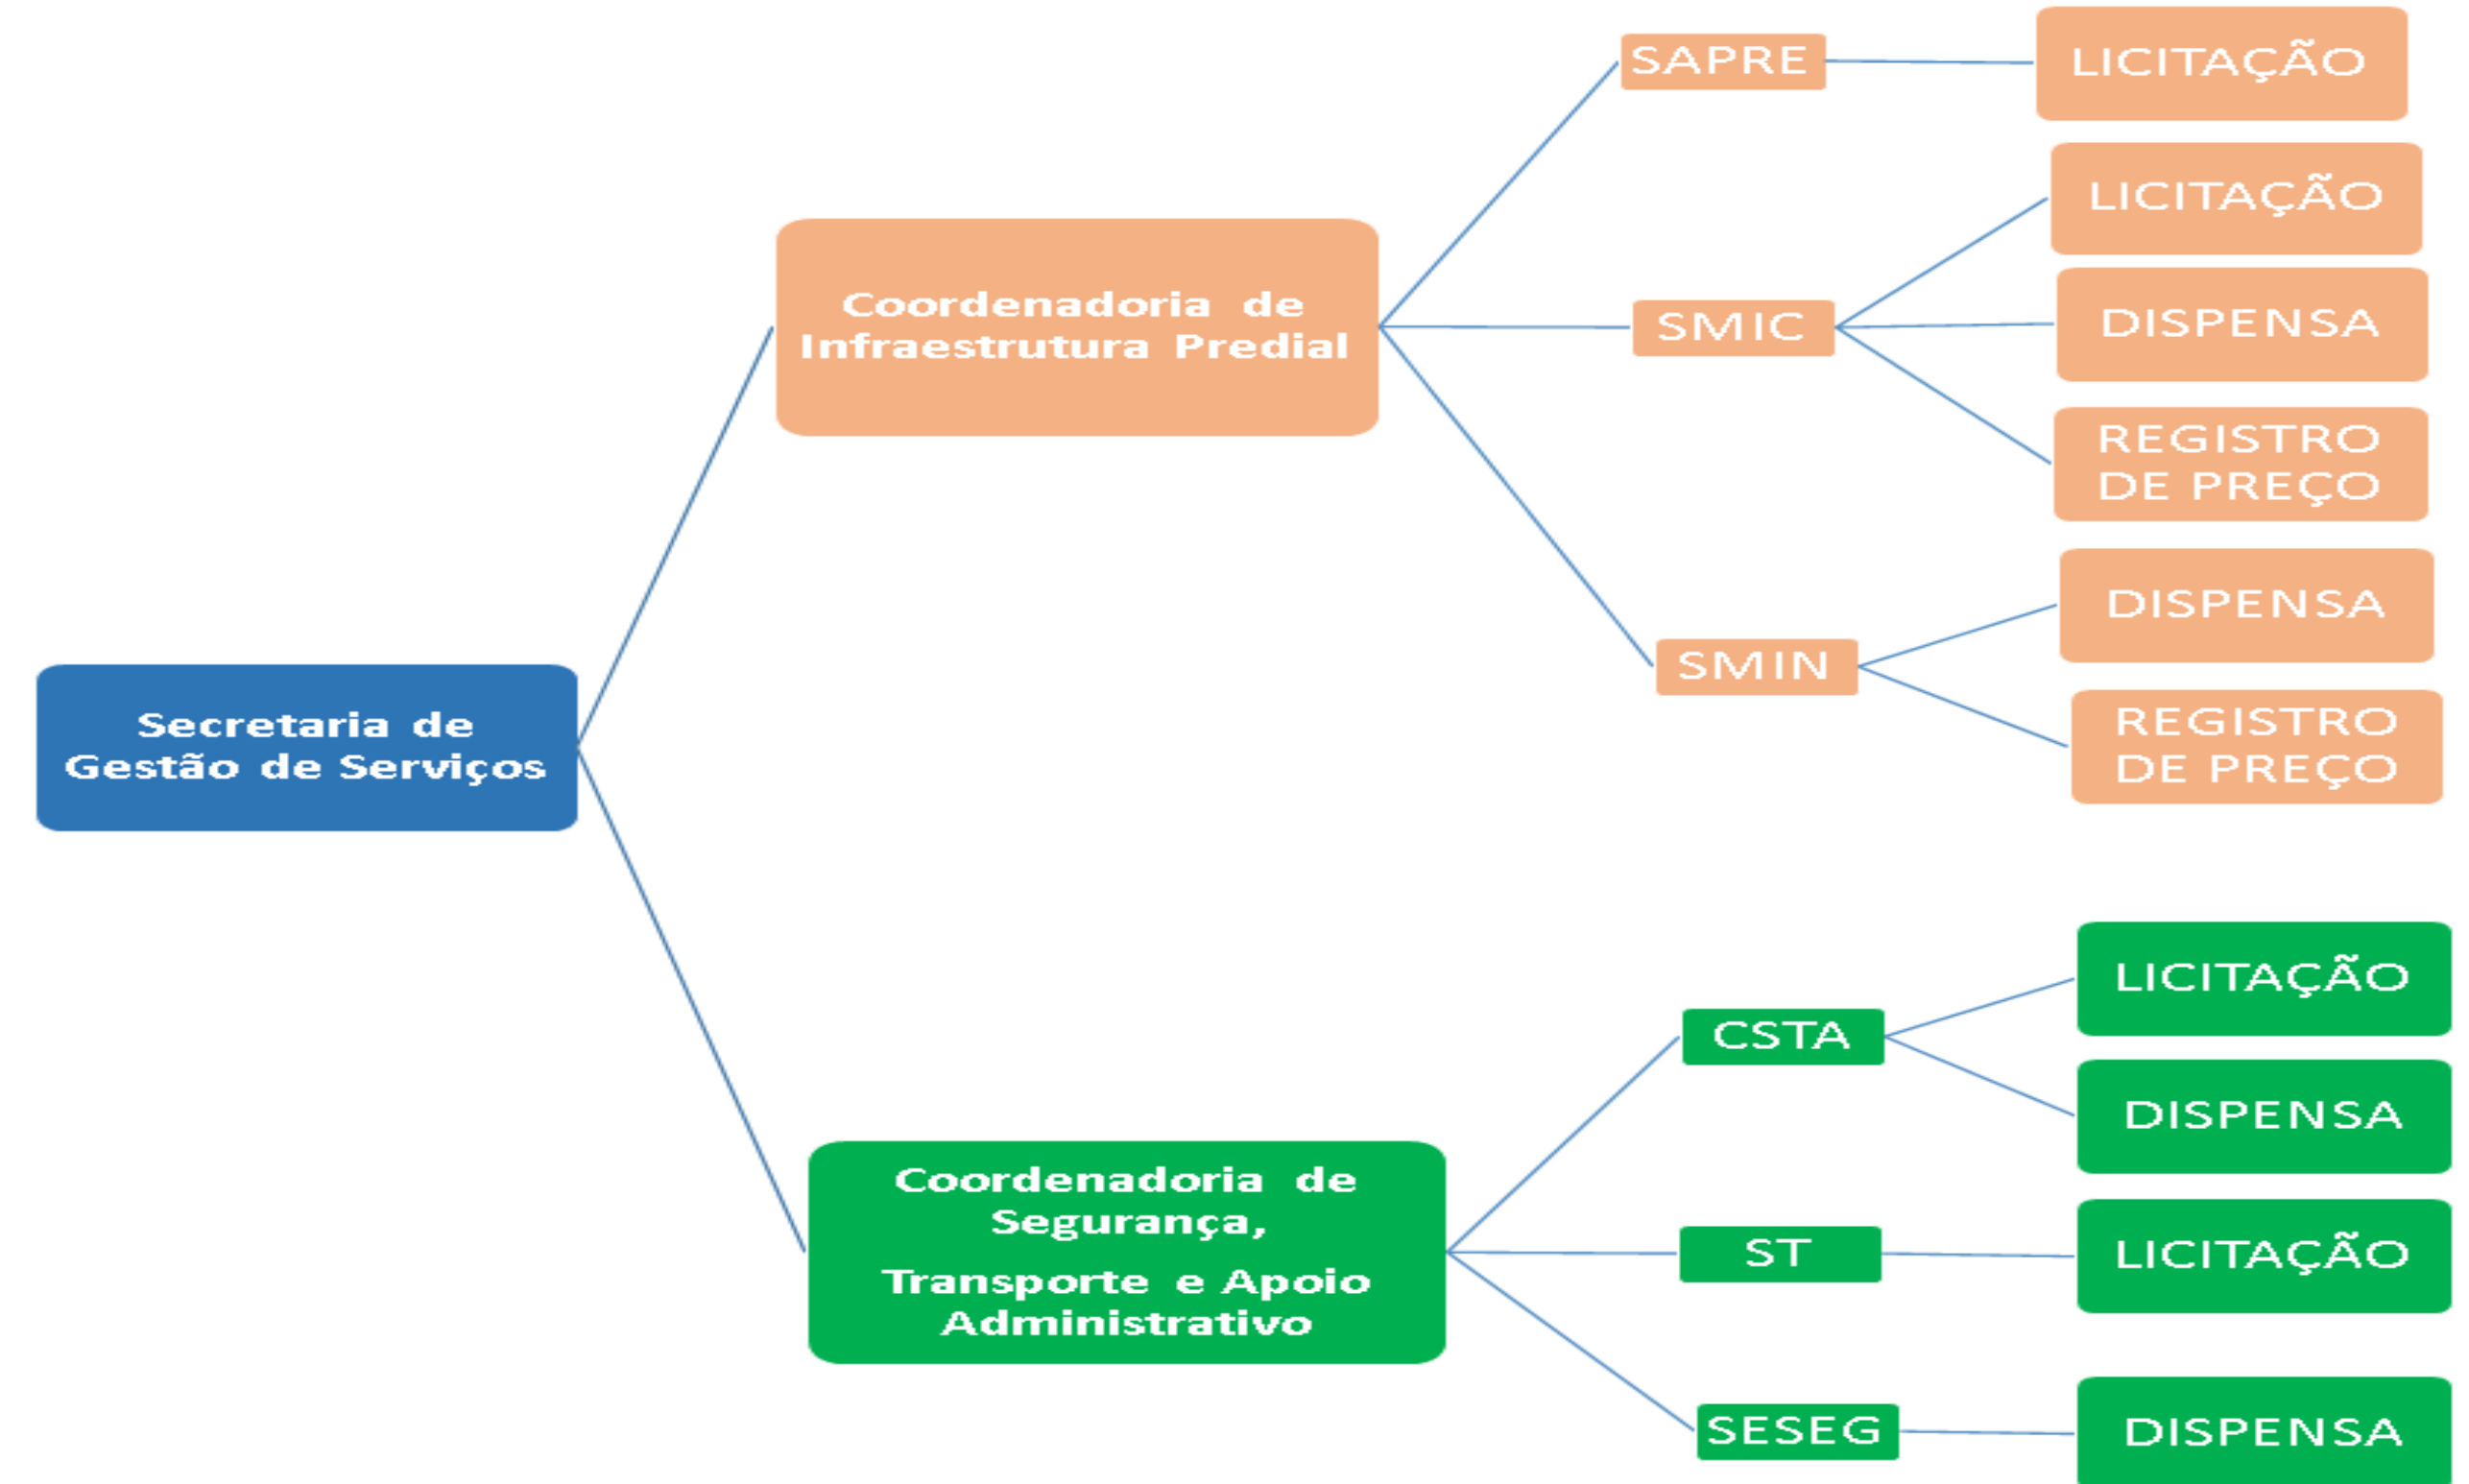 SAPRE
LICITAÇÃO
LICITAÇÃO
Coordenadoria de
Infraestrutura Predial
SMIC
DISPENSA
REGISTRO
DE PREÇO
DISPENSA
SMIN
REGISTRO
DE PREÇO
Secretaria de
Gestão de Serviços
LICITAÇÃO
CSTA
DISPENSA
Coordenadoria de
Segurança,
Transporte e Apoio
Administrativo
ST
LICITAÇÃO
SESEG
DISPENSA